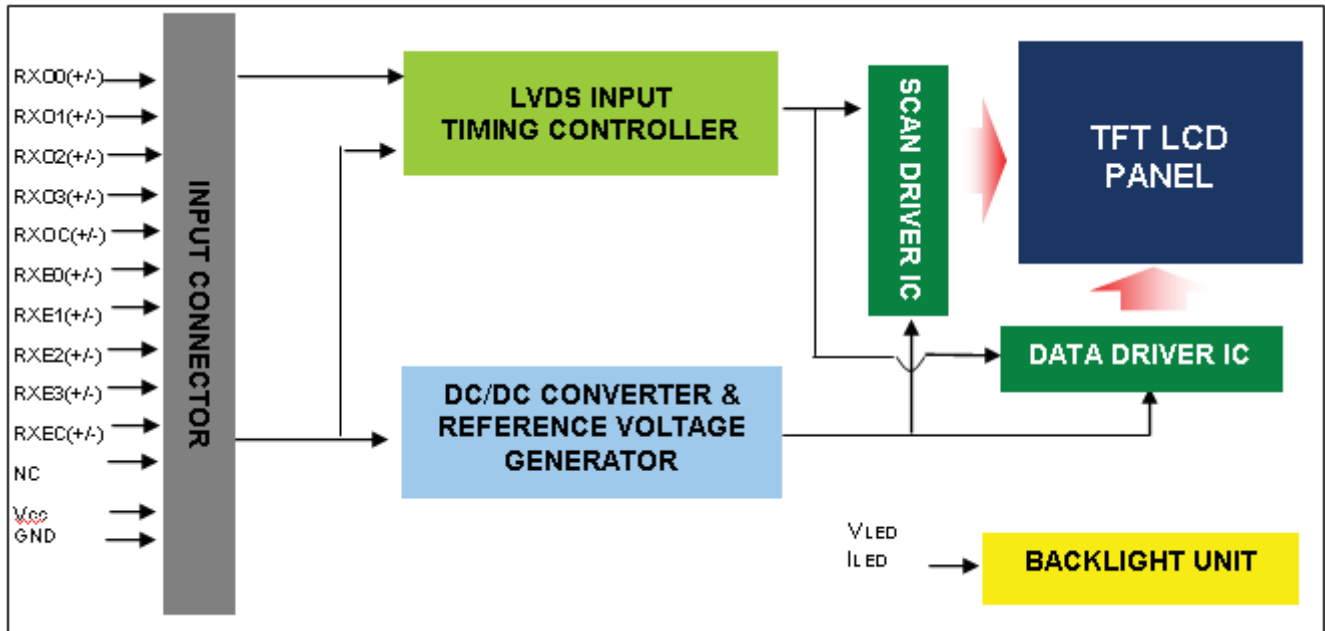 RXO0(+/-)
RXO1(+/-)
RXO2(+/-)
RXO3(+/-)
RXOC(+/-)
RXE0(+/-)
RXE1(+/-)
RXE2(+/-)
RXE3(+/-)
RXEC(+/-)
NC
Vcc
GND
INPUT CONNECTOR
LVDS INPUT
TIMING CONTROLLER
DC/DC CONVERTER &
REFERENCE VOLTAGE
GENERATOR
SCAN DRIVER IC
TFT LCD
PANEL
DATA DRIVER IC
VLED
ILED
BACKLIGHT UNIT